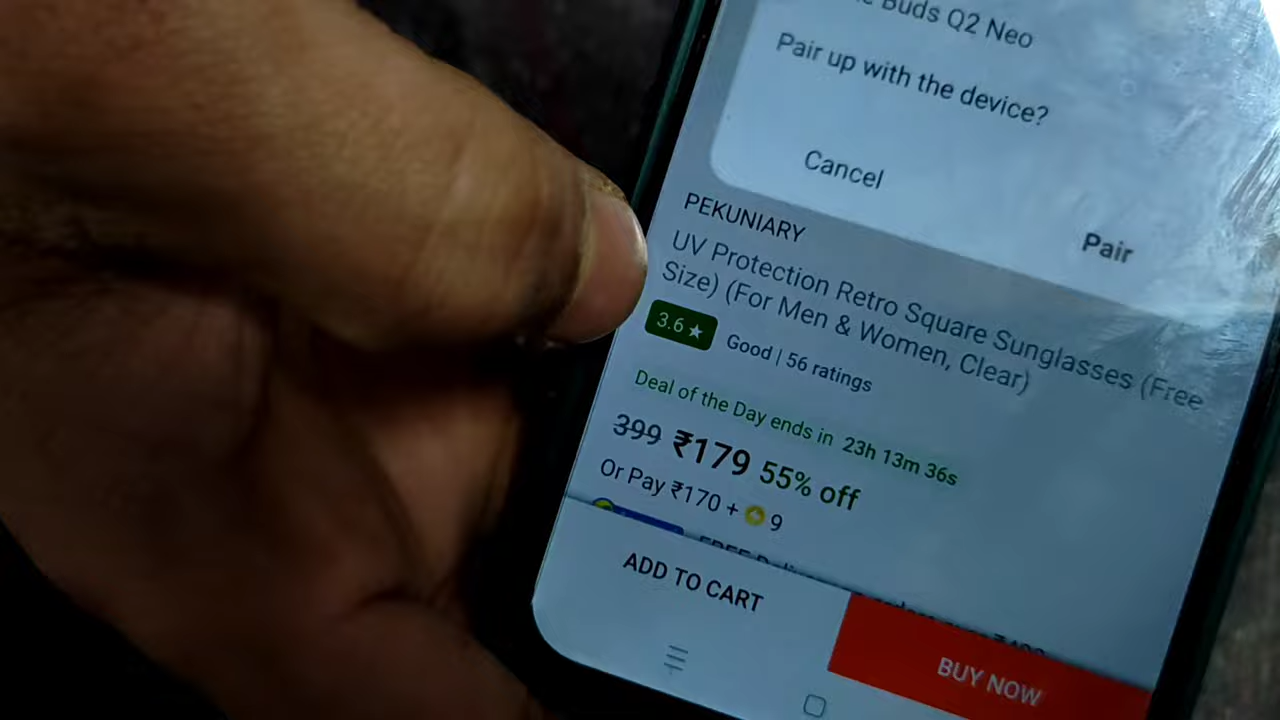 Buds Q2 Neo
Pair up with the device?
Cancel
Pair
PEKUNIARY
UV Protection Retro Square Sunglasses (Free
Size) (For Men & Women, Clear)
3.6★
Good | 56 ratings
Deal of the Day ends in 23h 13m 36s
399 ₹179 55% off
Or Pay ₹170 + 9
ADD TO CART
BUY NOW